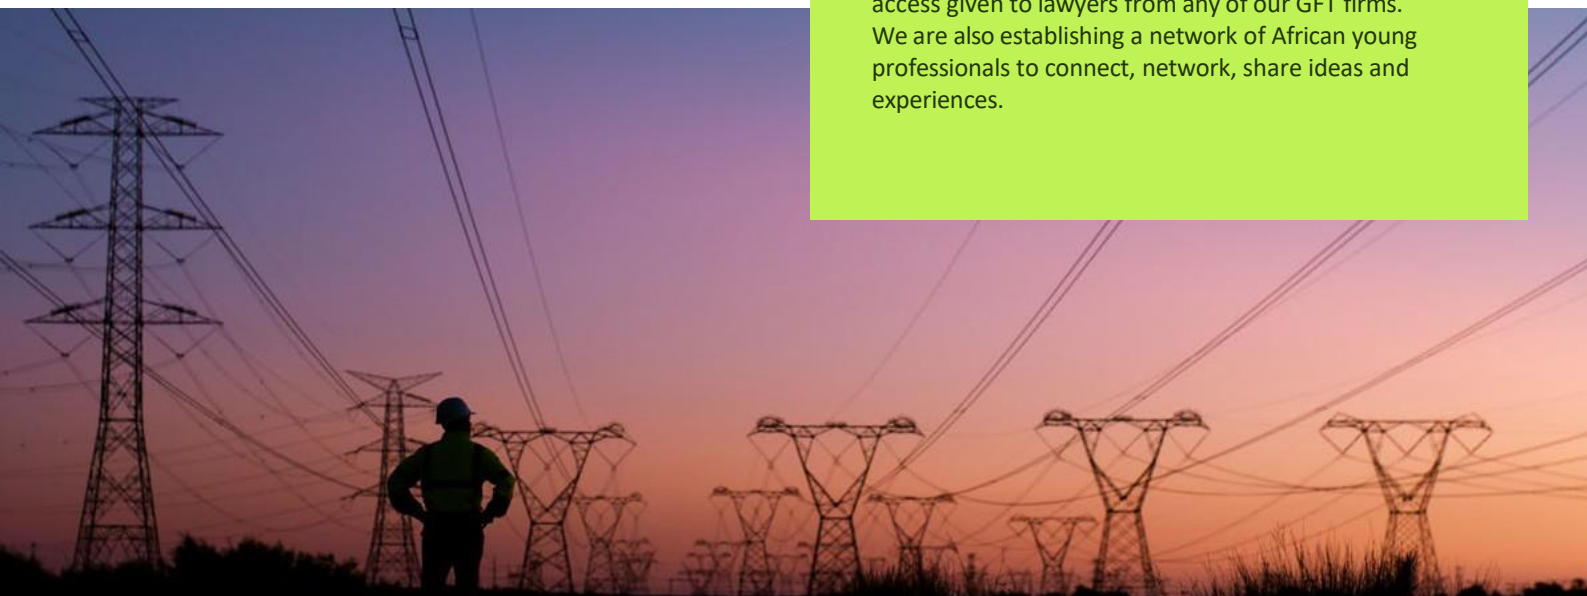 access given to lawyers from any of our GFT firms.
We are also establishing a network of African young
professionals to connect, network, share ideas and
experiences.